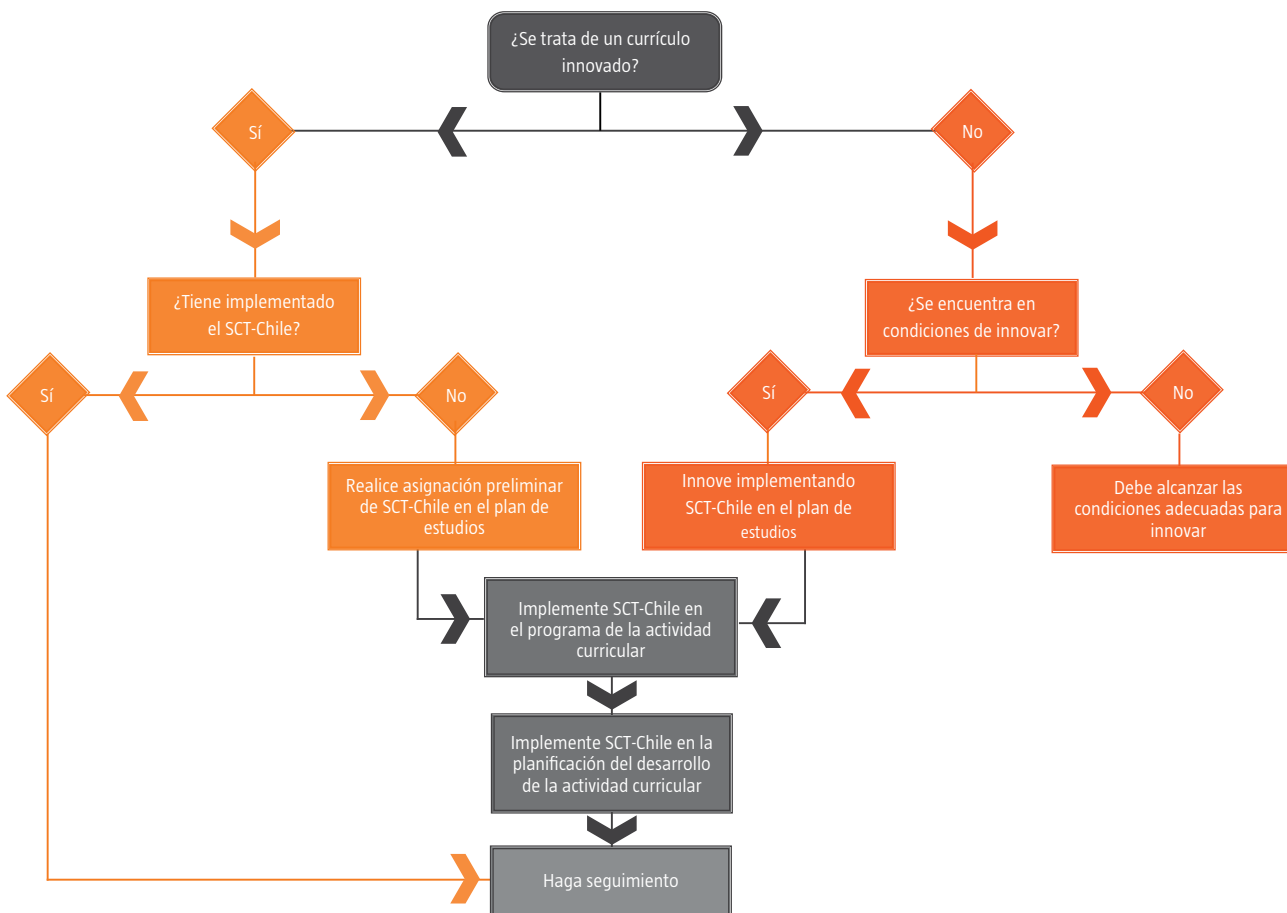 ¿Se trata de un currículo
innovado?
Sí
No
¿Tiene implementado
el SCT-Chile?
¿Se encuentra en
condiciones de innovar?
Sí
No
Sí
No
Realice asignación preliminar
de SCT-Chile en el plan de
estudios
Innove implementando
SCT-Chile en el plan de
estudios
Debe alcanzar las
condiciones adecuadas para
innovar
Implemente SCT-Chile en
el programa de la actividad
curricular
Implemente SCT-Chile en la
planificación del desarrollo
de la actividad curricular
Haga seguimiento